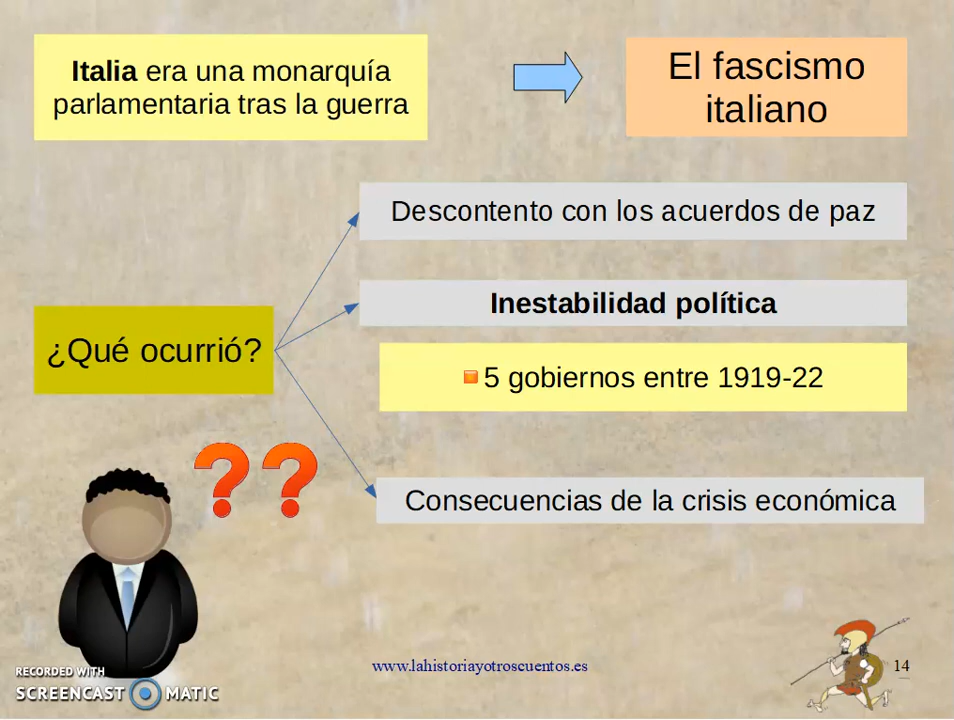 Italia era una monarquía
parlamentaria tras la guerra
El fascismo
italiano
Descontento con los acuerdos de paz
Inestabilidad política
¿Qué ocurrió?
5 gobiernos entre 1919-22
??
Consecuencias de la crisis económica
RECORDED WITH
SCREENCAST MATIC
www.lahistoriayotroscuentos.es
14